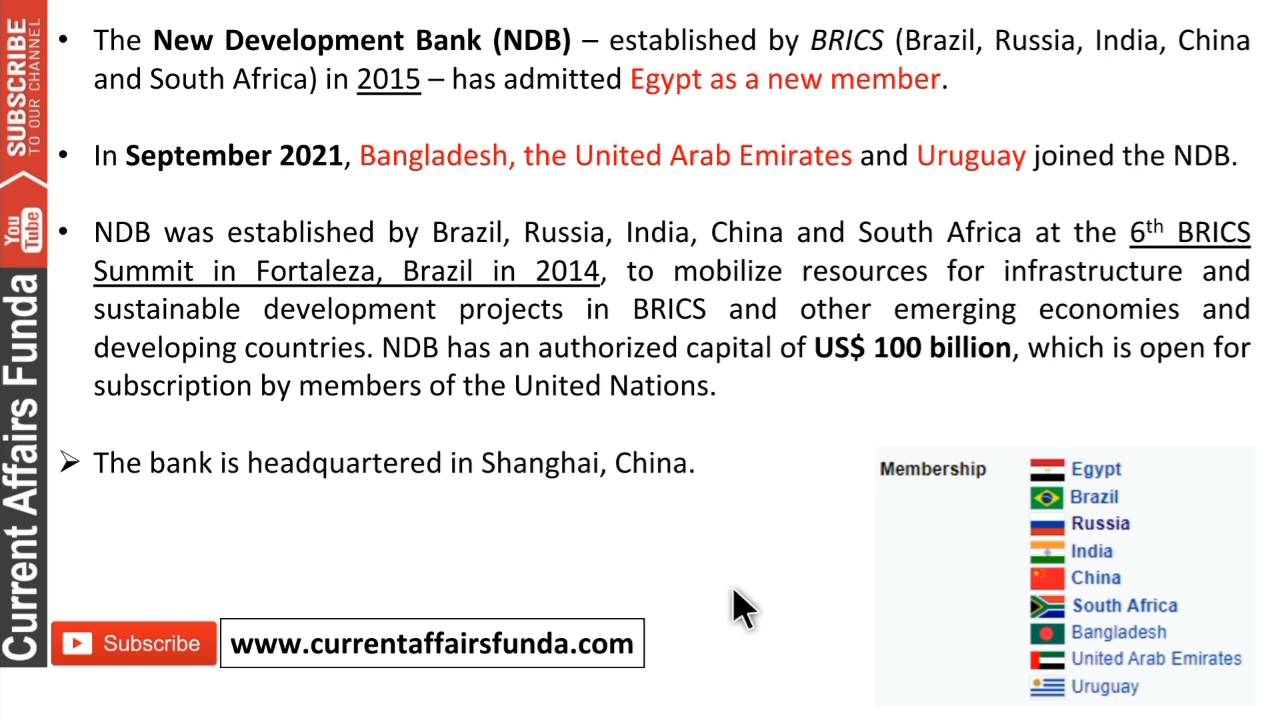 SUBSCRIBE
TO OUR CHANNEL
You
Tube
Current Affairs Funda
• The New Development Bank (NDB) – established by BRICS (Brazil, Russia, India, China
and South Africa) in 2015 – has admitted Egypt as a new member.
• In September 2021, Bangladesh, the United Arab Emirates and Uruguay joined the NDB.
• NDB was established by Brazil, Russia, India, China and South Africa at the 6th BRICS
Summit in Fortaleza, Brazil in 2014, to mobilize resources for infrastructure and
sustainable development projects in BRICS and other emerging economies and
developing countries. NDB has an authorized capital of US$ 100 billion, which is open for
subscription by members of the United Nations.
➢ The bank is headquartered in Shanghai, China.
Membership
Egypt
Brazil
Russia
India
China
South Africa
Bangladesh
United Arab Emirates
Uruguay
Subscribe
www.currentaffairsfunda.com